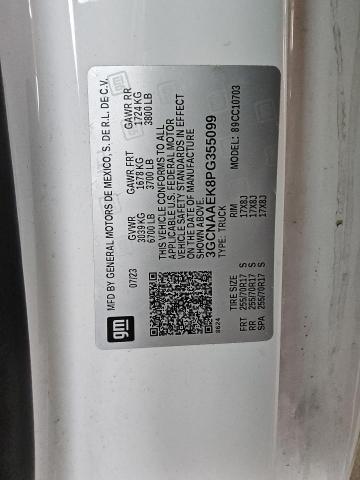 MFD BY GENERAL MOTORS DE MEXICO, S. DE R.L. DE C.V.
07/23 GVWR GAWR FRT GAWR RR
3039 KG 1678 KG 1724 KG
6700 LB 3700 LB 3800 LB
THIS VEHICLE CONFORMS TO ALL
APPLICABLE U.S. FEDERAL MOTOR
VEHICLE SAFETY STANDARDS IN EFFECT
ON THE DATE OF MANUFACTURE
SHOWN ABOVE.
3GCNAAEK8PG355099
TYPE: TRUCK MODEL: 89CC10703
gm
8624
TIRE SIZE RIM
FRT 255/70R17 S 17X8J
RR 255/70R17 S 17X8J
SPA 255/70R17 S 17X8J